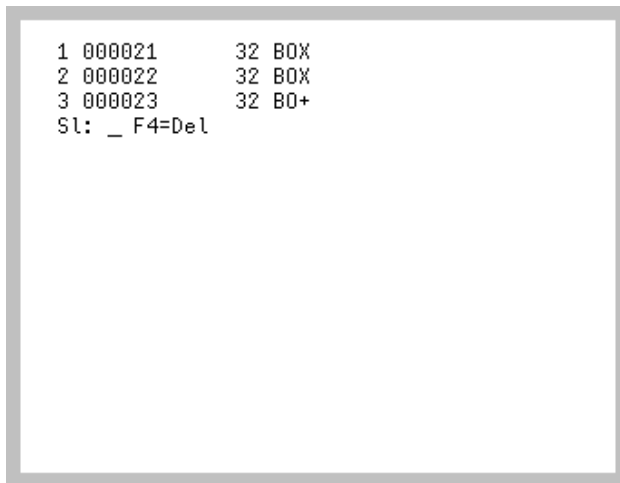 1 000021 32 BOX
2 000022 32 BOX
3 000023 32 BO+
Sl: _ F4=Del